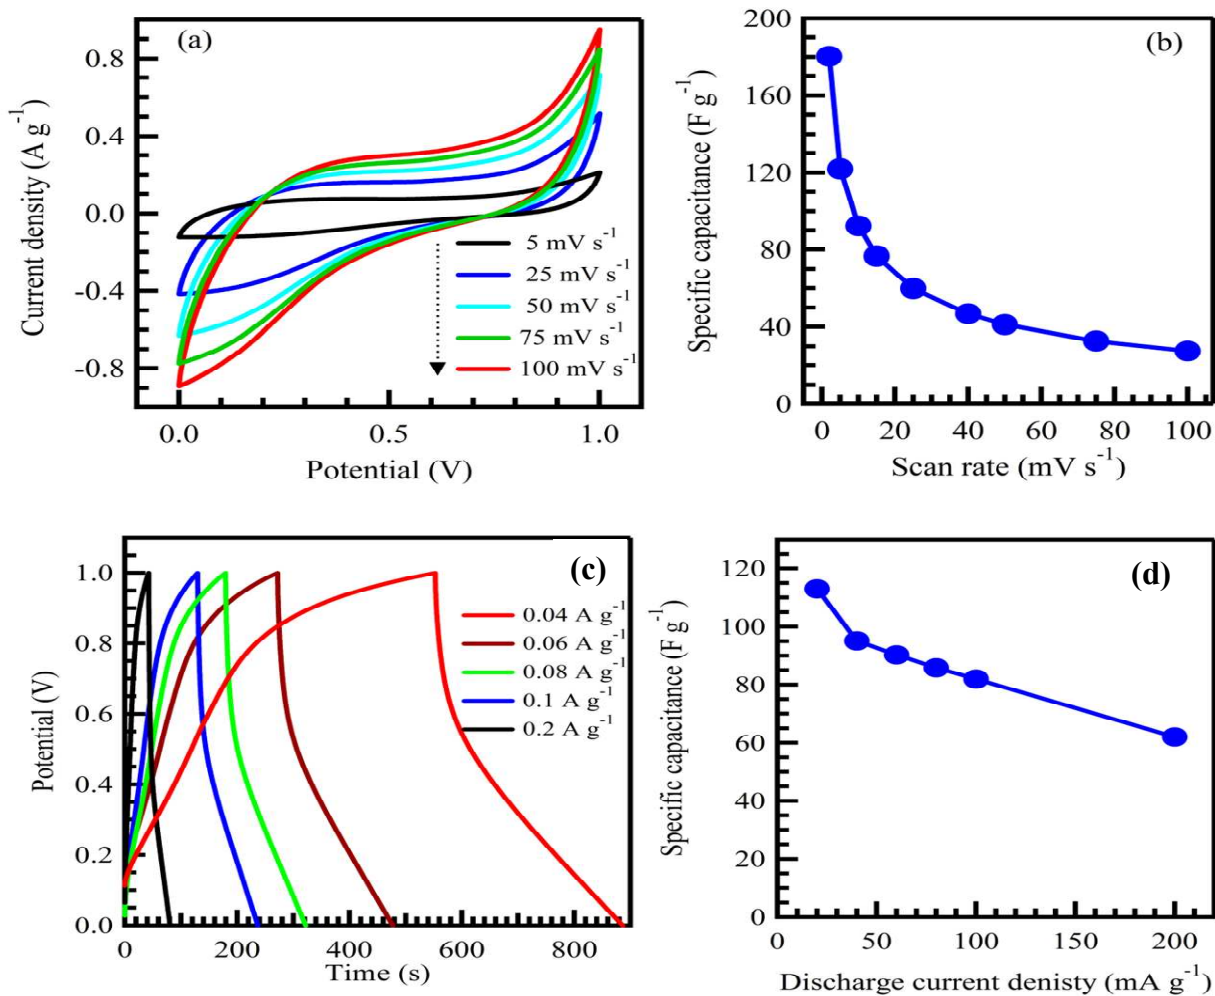 (a)
Current density (A g-1)
0.8
0.4
0.0
-0.4
-0.8
5 mV s-1
25 mV s-1
50 mV s-1
75 mV s-1
100 mV s-1
0.0 0.5 1.0
Potential (V)
(b)
Specific capacitance (F g-1)
200
160
120
80
40
0
0 20 40 60 80 100
Scan rate (mV s-1)
(c)
Potential (V)
1.0
0.8
0.6
0.4
0.2
0.0
0.04 A g-1
0.06 A g-1
0.08 A g-1
0.1 A g-1
0.2 A g-1
0 200 400 600 800
Time (s)
(d)
Specific capacitance (F g-1)
120
100
80
60
40
20
0
0 50 100 150 200
Discharge current denisty (mA g-1)